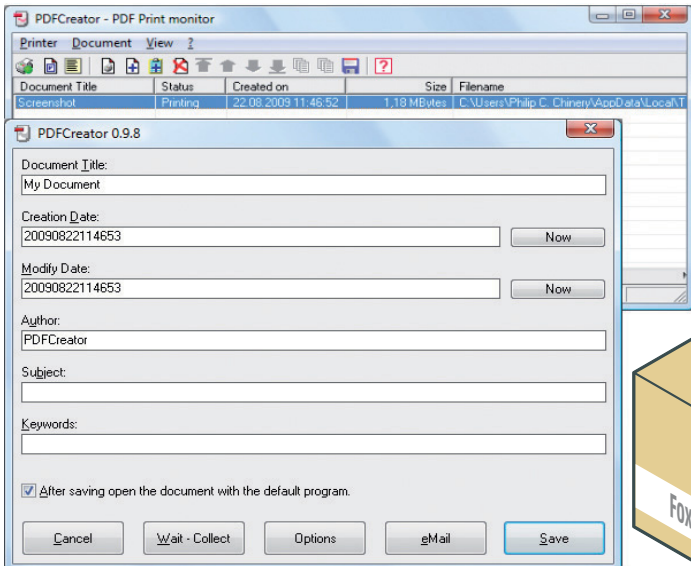 PDFCreator - PDF Print monitor
Printer Document View ?
Document Title Status Created on Size Filename
Screenshot Printing 22.08.2009 11:46:52 1,18 MBytes C:\Users\Philip C. Chinery\AppData\Local\T
PDFCreator 0.9.8
Document Title:
My Document
Creation Date:
20090822114653 Now
Modify Date:
20090822114653 Now
Author:
PDFCreator
Subject:
Keywords:
After saving open the document with the default program.
Cancel Wait - Collect Options eMail Save
Fox